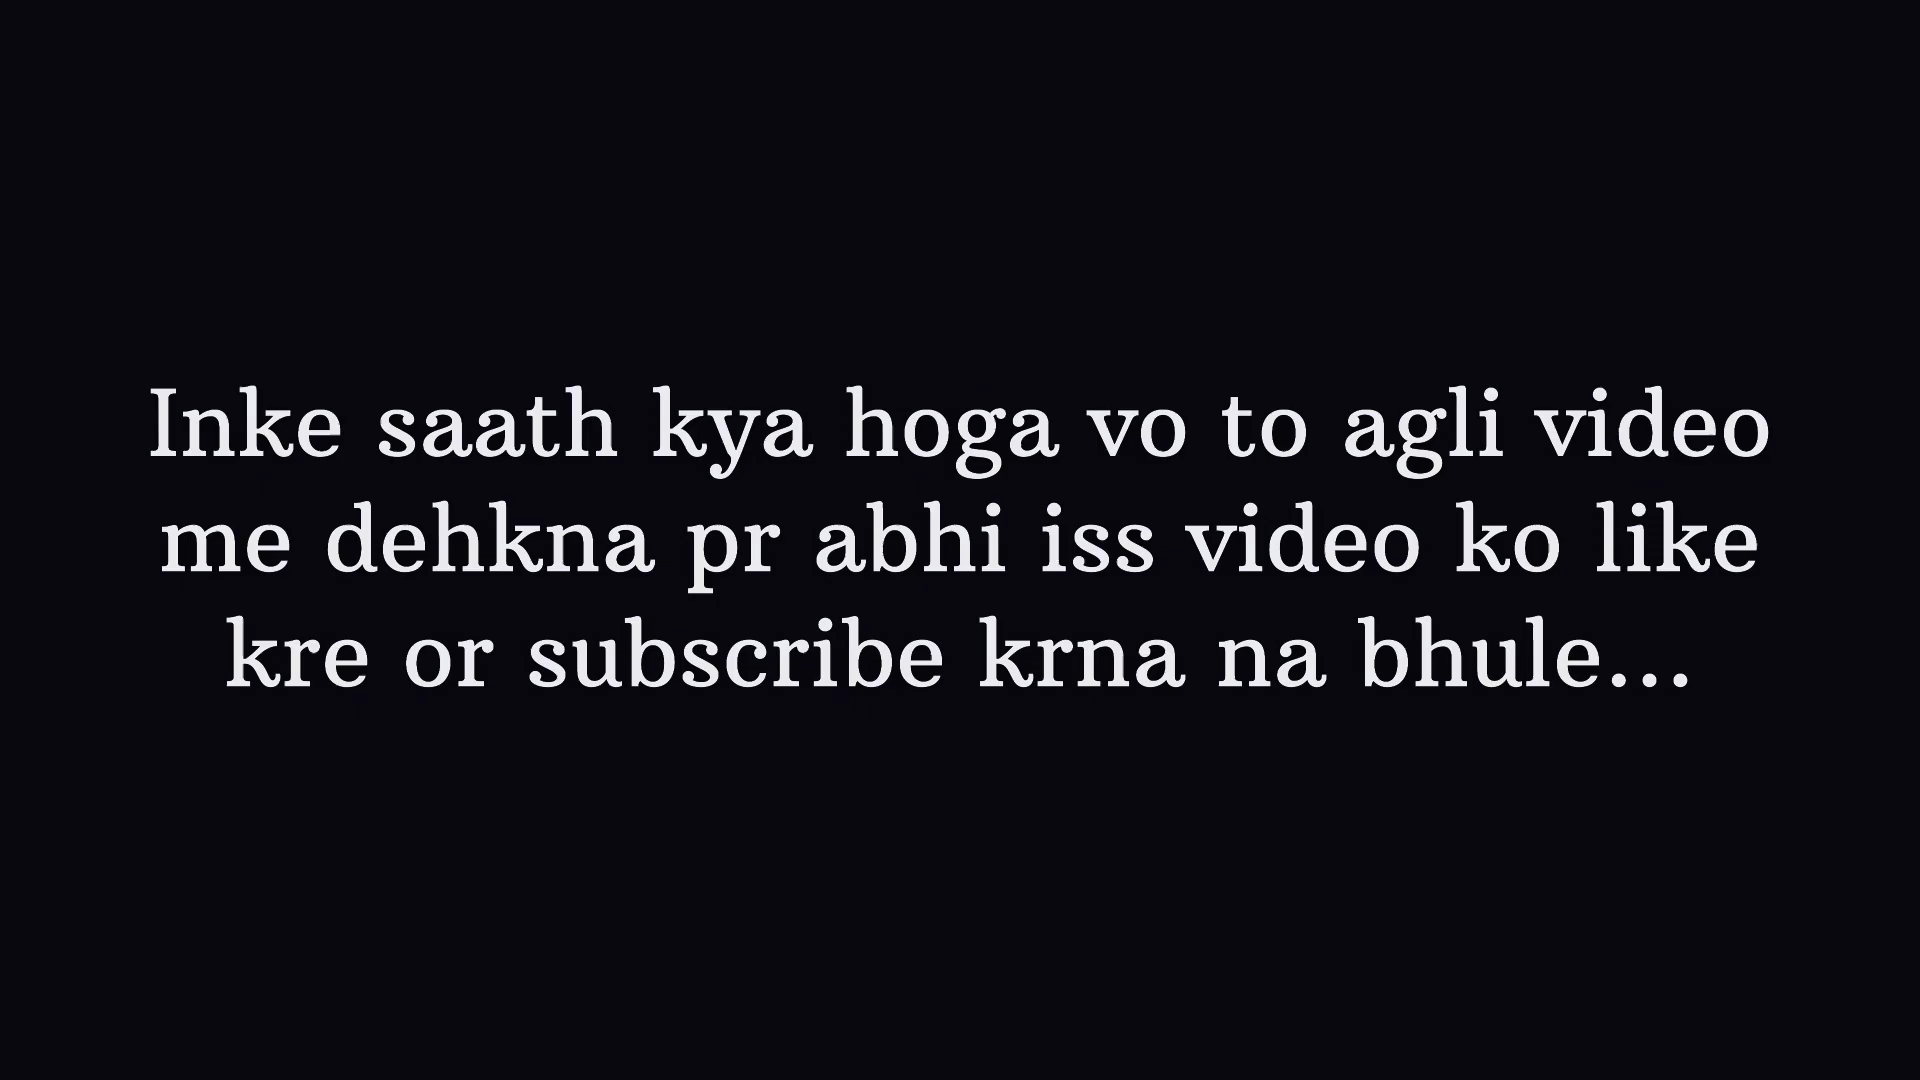 Inke saath kya hoga vo to agli video
me dehkna pr abhi iss video ko like
kre or subscribe krna na bhule...